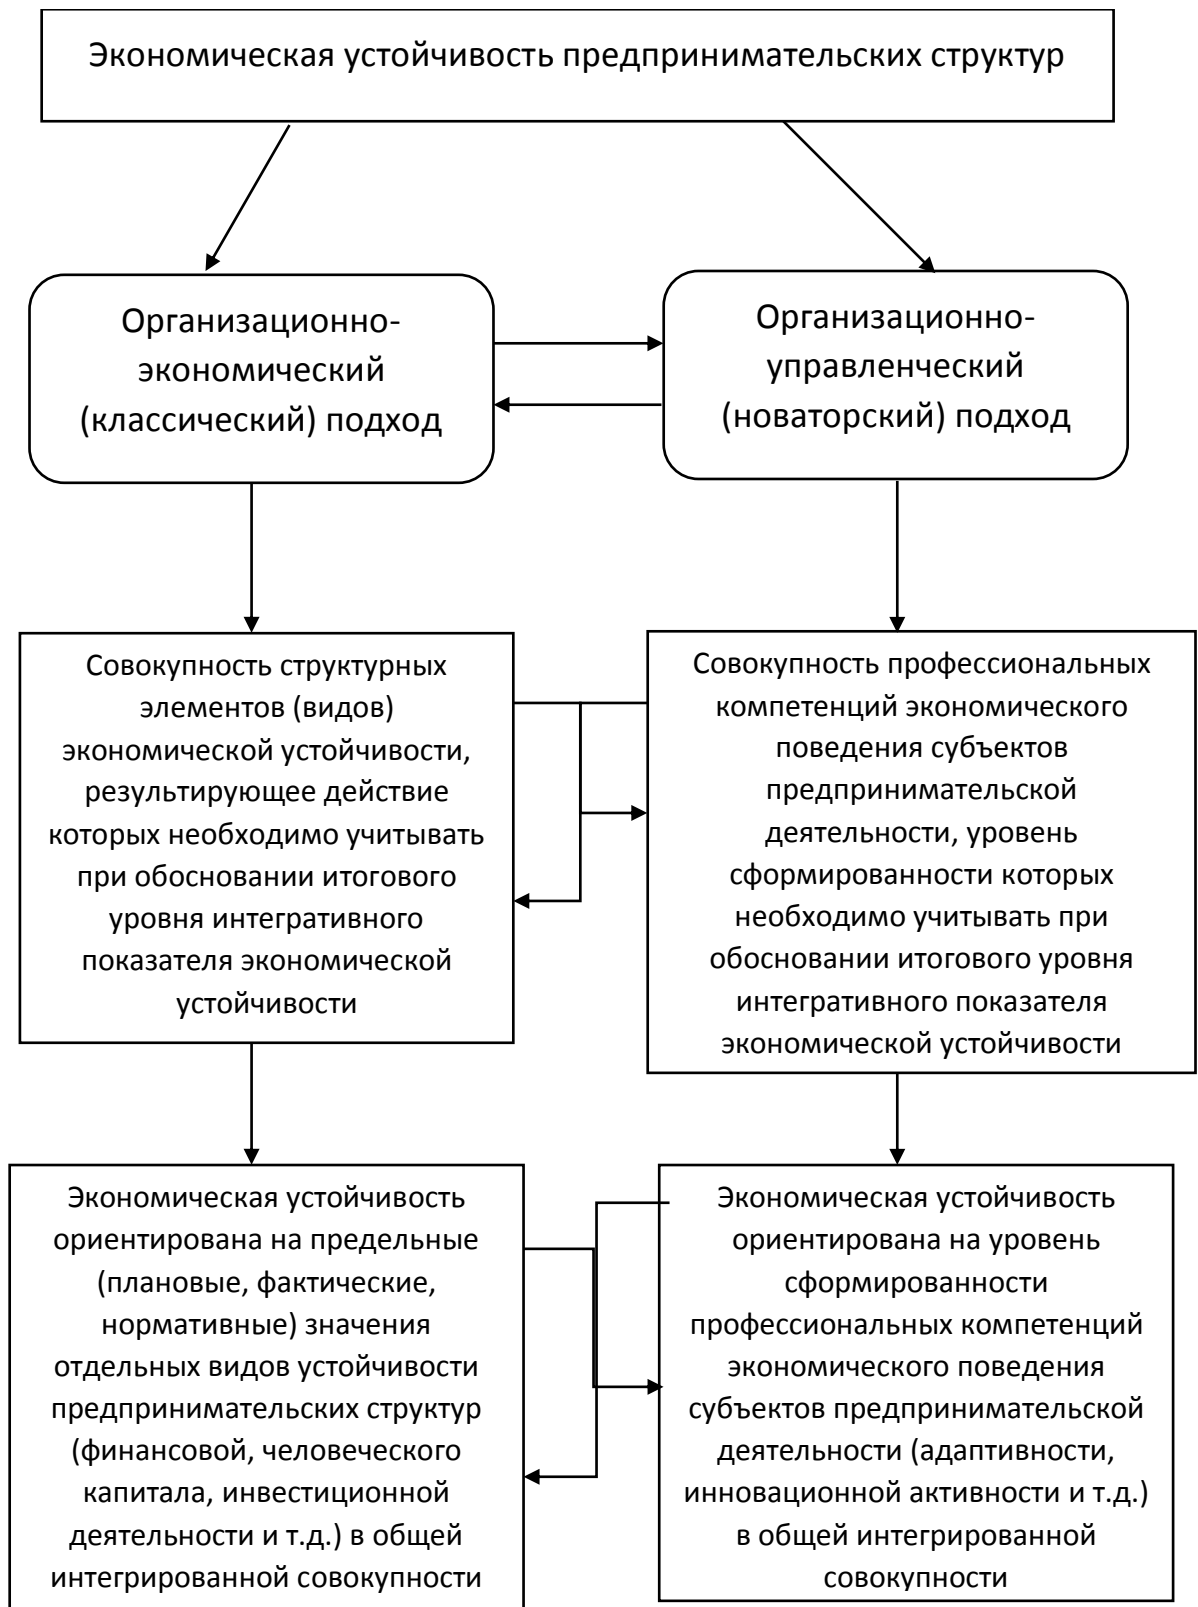 Экономическая устойчивость предпринимательских структур
Организационно-
экономический
(классический) подход
Организационно-
управленческий
(новаторский) подход
Совокупность структурных
элементов (видов)
экономической устойчивости,
результирующее действие
которых необходимо учитывать
при обосновании итогового
уровня интегративного
показателя экономической
устойчивости
Совокупность профессиональных
компетенций экономического
поведения субъектов
предпринимательской
деятельности, уровень
сформированности которых
необходимо учитывать при
обосновании итогового уровня
интегративного показателя
экономической устойчивости
Экономическая устойчивость
ориентирована на предельные
(плановые, фактические,
нормативные) значения
отдельных видов устойчивости
предпринимательских структур
(финансовой, человеческого
капитала, инвестиционной
деятельности и т.д.) в общей
интегрированной совокупности
Экономическая устойчивость
ориентирована на уровень
сформированности
профессиональных компетенций
экономического поведения
субъектов предпринимательской
деятельности (адаптивности,
инновационной активности и т.д.)
в общей интегрированной
совокупности